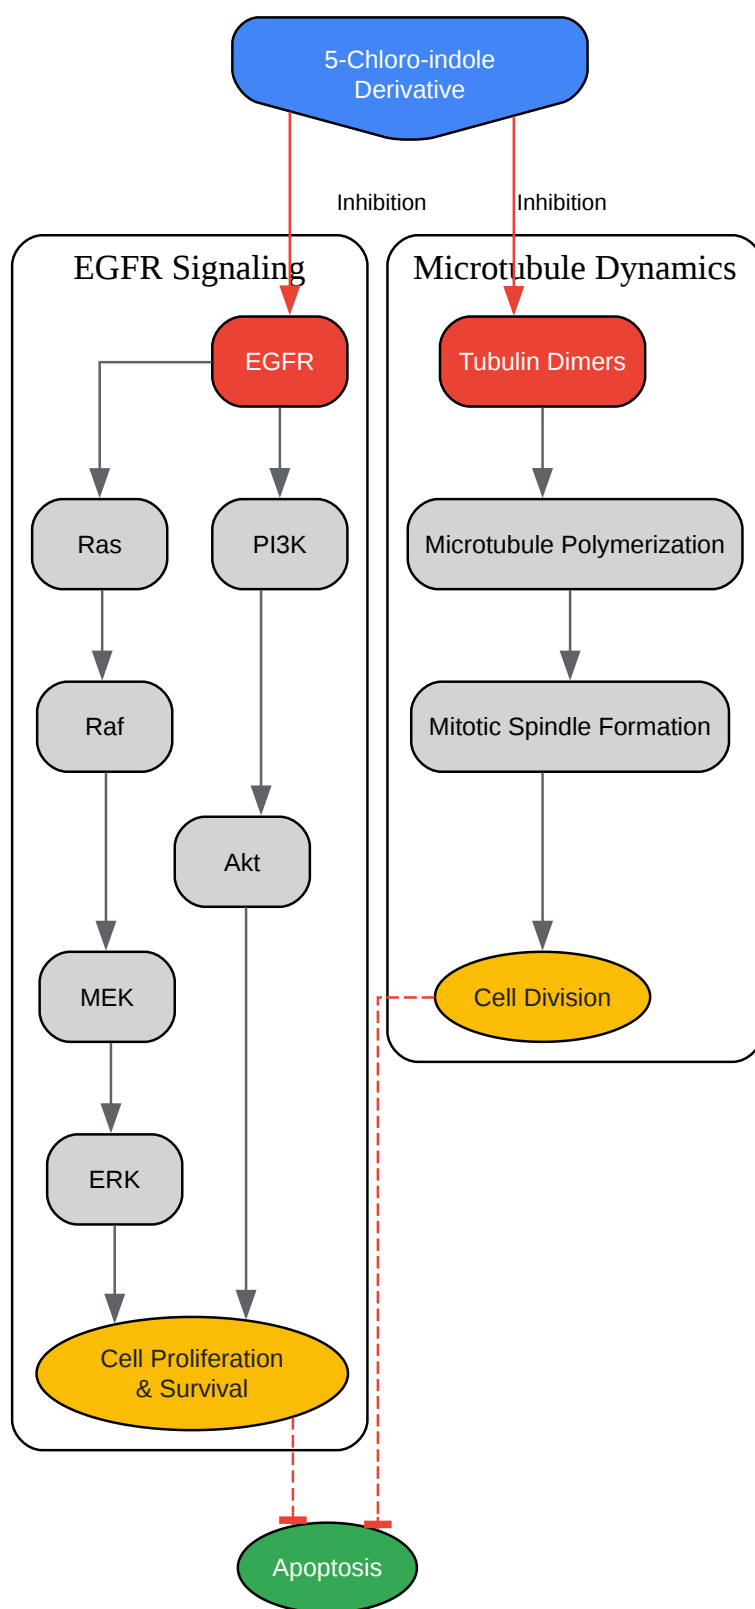 5-Chloro-indole
Derivative
Inhibition
Inhibition
EGFR Signaling
Microtubule Dynamics
EGFR
Tubulin Dimers
Ras
PI3K
Microtubule Polymerization
Raf
Mitotic Spindle Formation
Akt
MEK
Cell Division
ERK
Cell Proliferation
& Survival
Apoptosis